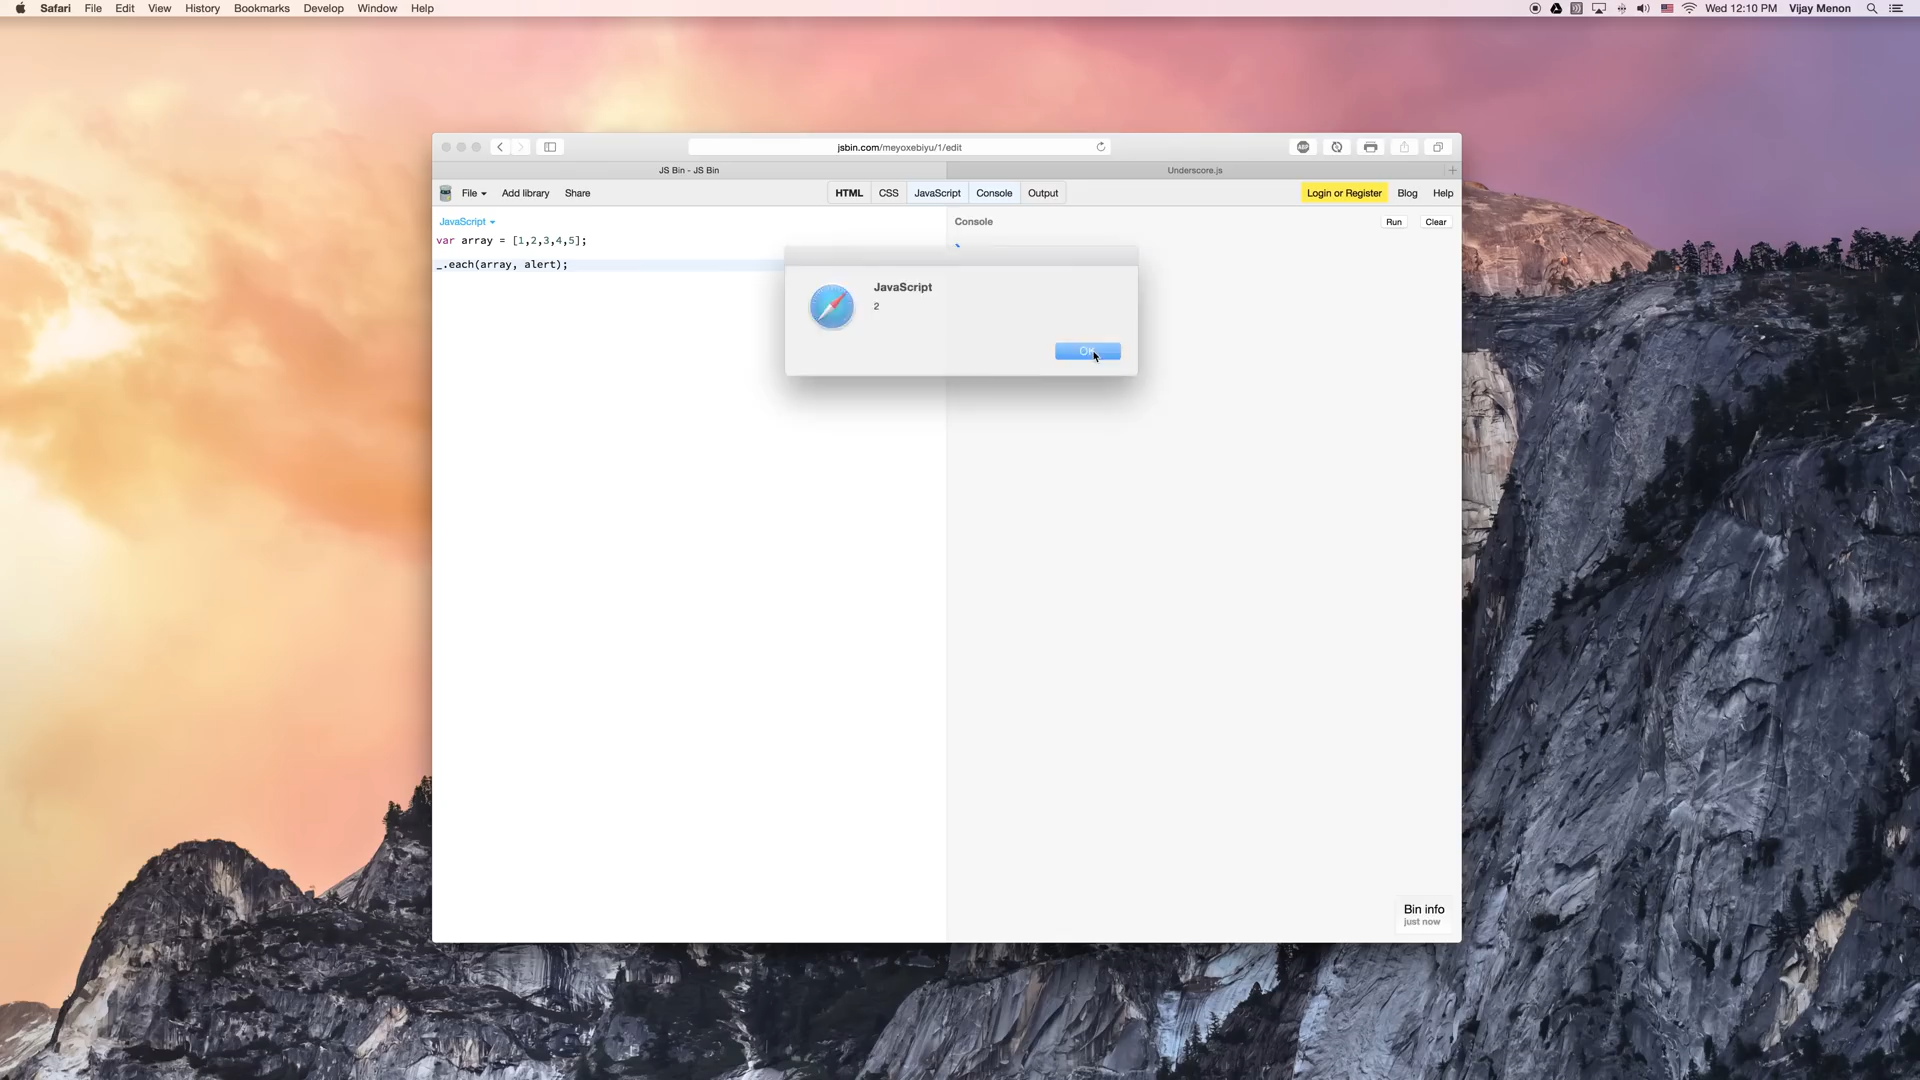 Safari File Edit View History Bookmarks Develop Window Help
Wed 12:10 PM Vijay Menon
jsbin.com/meyoxebiyu/1/edit
ABP
JS Bin - JS Bin
Underscore.js
File Add library Share
HTML CSS JavaScript Console Output
Login or Register Blog Help
JavaScript
Console
Run Clear
var array = [1,2,3,4,5];
_.each(array, alert);
JavaScript
2
OK
Bin info
just now